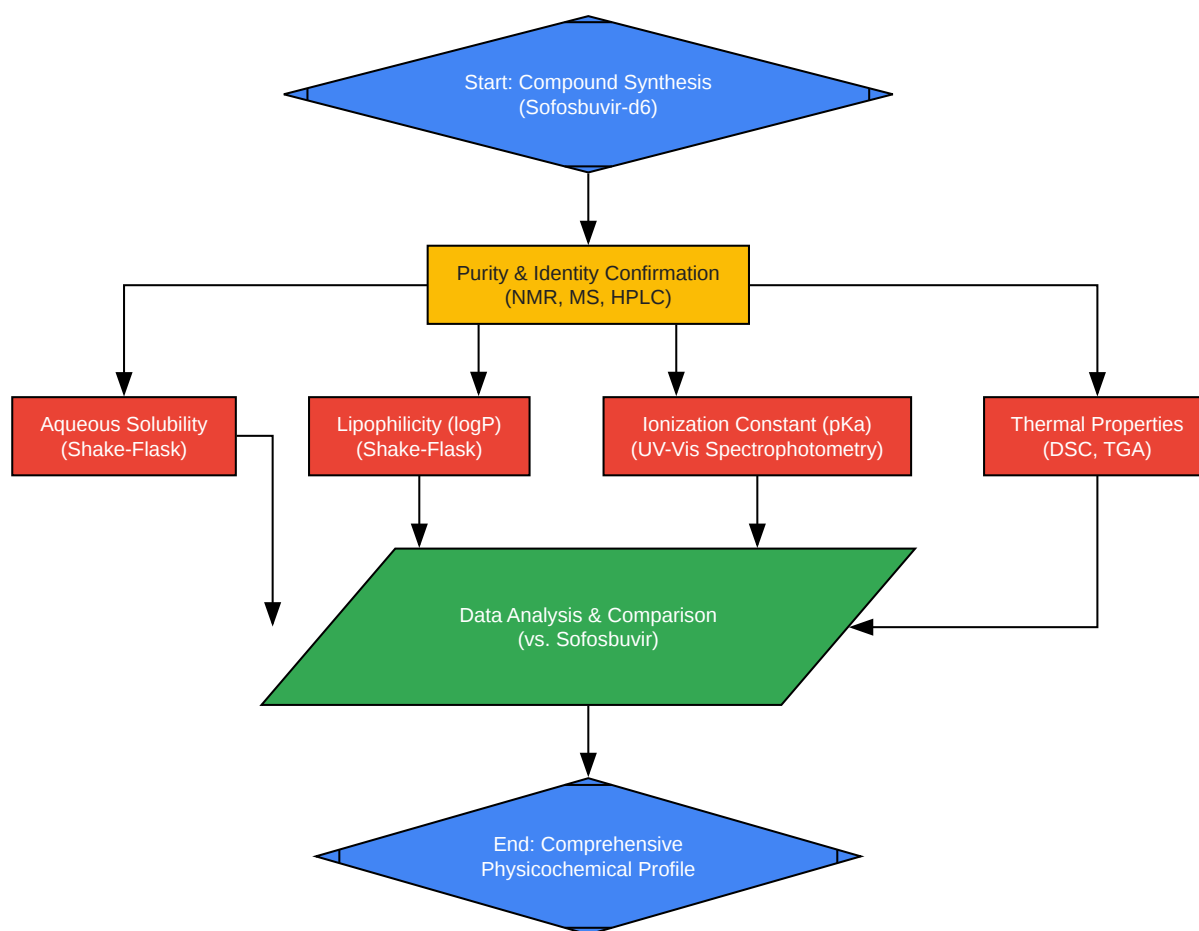 Start: Compound Synthesis
(Sofosbuvir-d6)
Purity & Identity Confirmation
(NMR, MS, HPLC)
Aqueous Solubility
(Shake-Flask)
Lipophilicity (logP)
(Shake-Flask)
Ionization Constant (pKa)
(UV-Vis Spectrophotometry)
Thermal Properties
(DSC, TGA)
Data Analysis & Comparison
(vs. Sofosbuvir)
End: Comprehensive
Physicochemical Profile